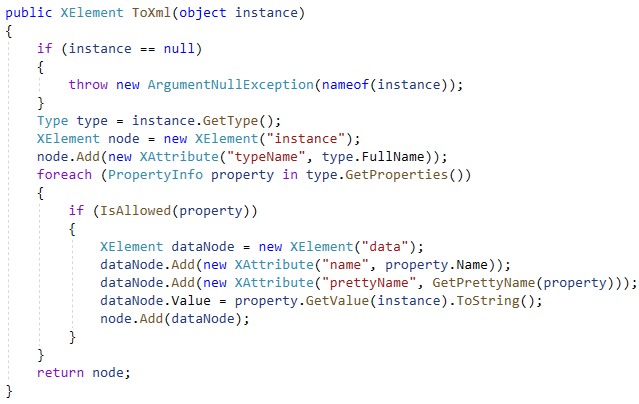 public XElement ToXml(object instance)
{
    if (instance == null)
    {
        throw new ArgumentNullException(nameof(instance));
    }
    Type type = instance.GetType();
    XElement node = new XElement("instance");
    node.Add(new XAttribute("typeName", type.FullName));
    foreach (PropertyInfo property in type.GetProperties())
    {
        if (IsAllowed(property))
        {
            XElement dataNode = new XElement("data");
            dataNode.Add(new XAttribute("name", property.Name));
            dataNode.Add(new XAttribute("prettyName", GetPrettyName(property)));
            dataNode.Value = property.GetValue(instance).ToString();
            node.Add(dataNode);
        }
    }
    return node;
}